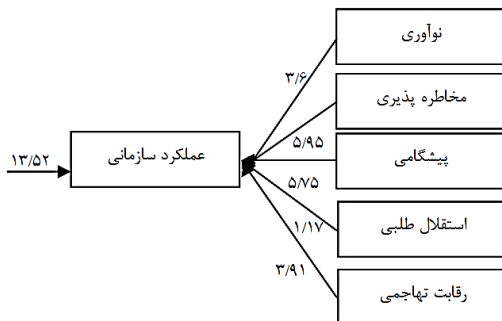 نوآوری
۳/۶
مخاطره پذیری
۵/۹۵
عملکرد سازمانی
پیشگامی
۱۳/۵۲
۵/۷۵
استقلال طلبی
۱/۱۷
۳/۹۱
رقابت تهاجمی